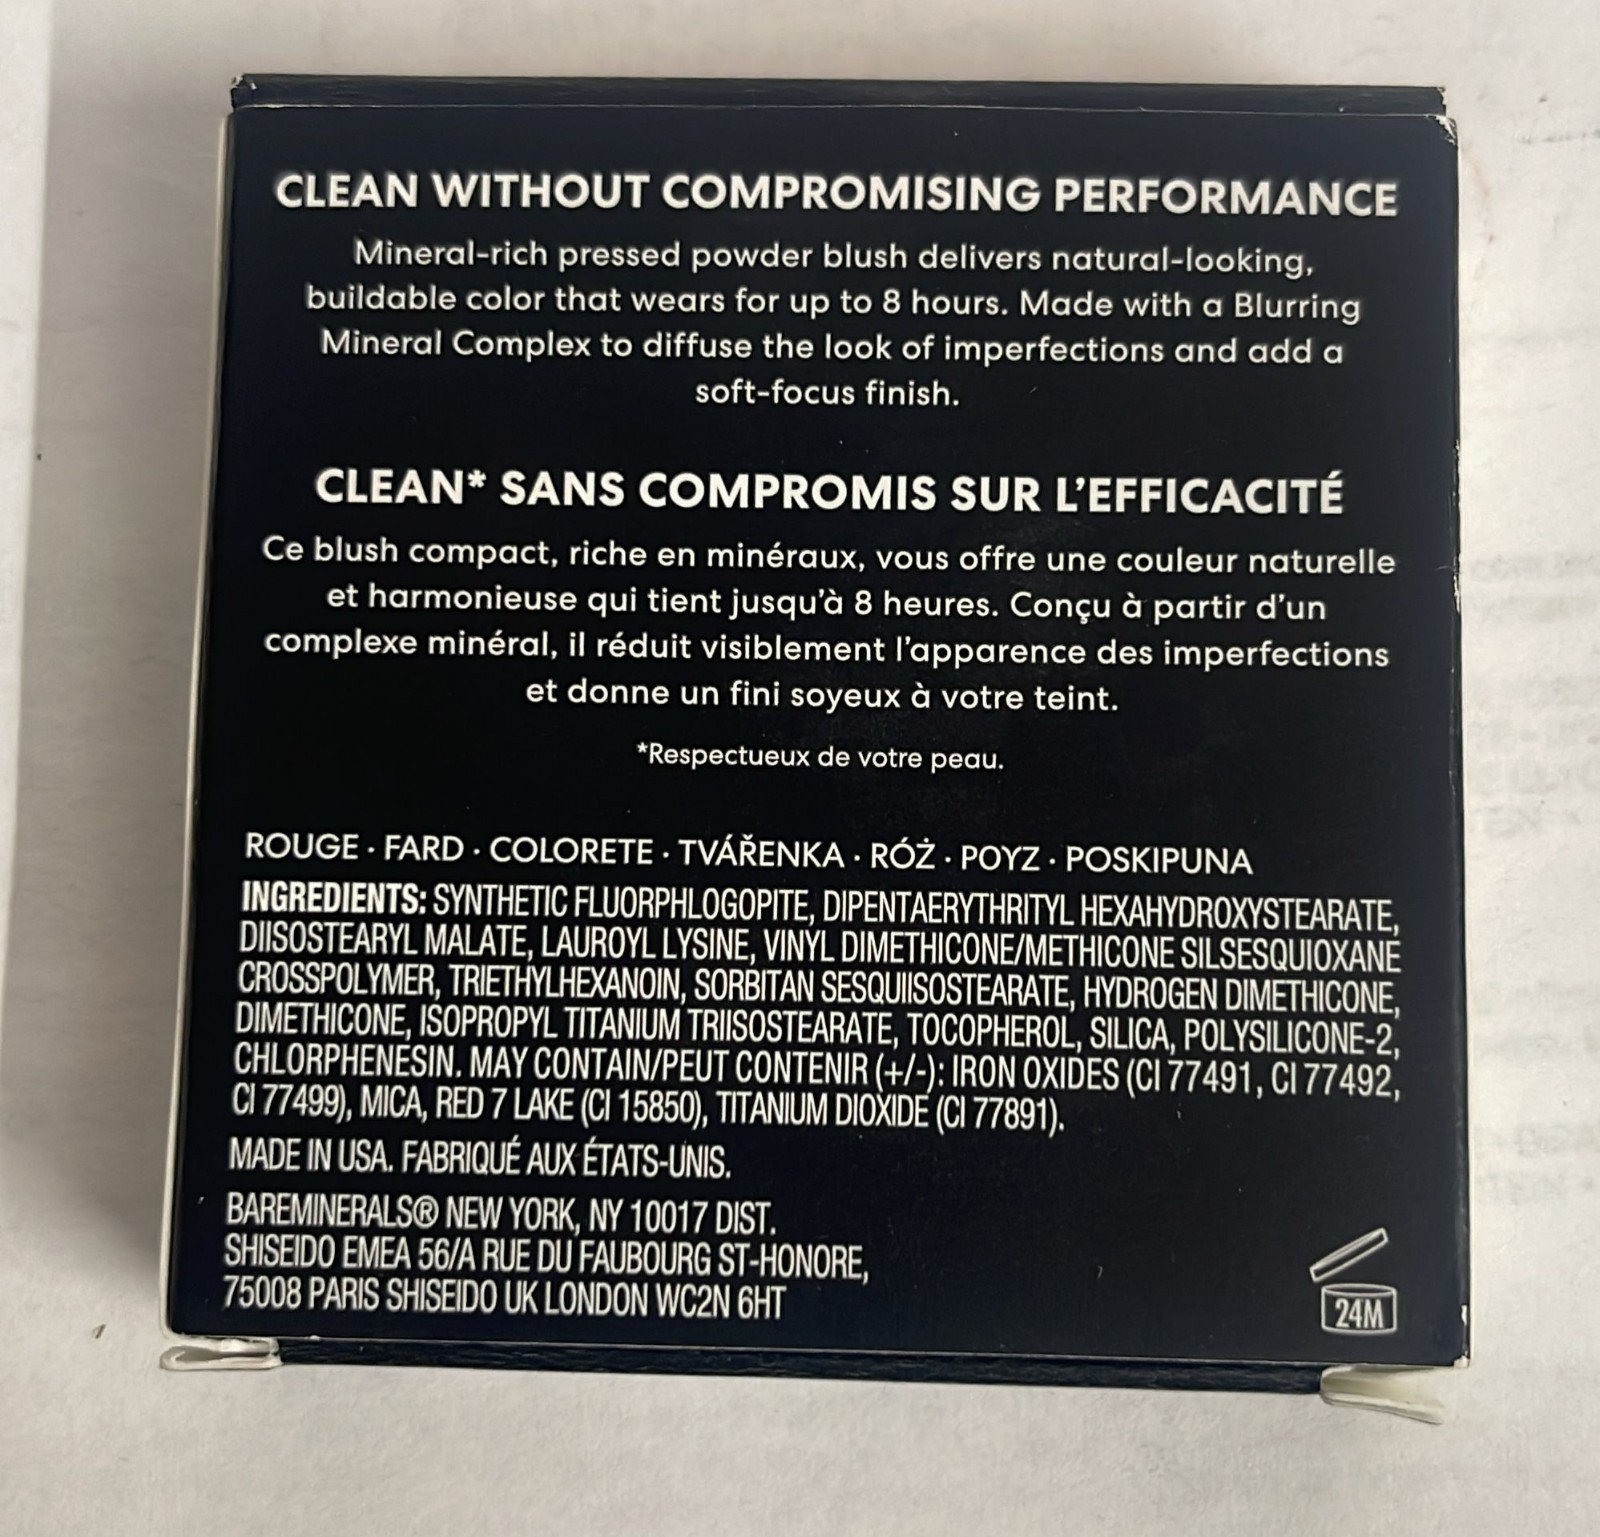 CLEAN WITHOUT COMPROMISING PERFORMANCE
Mineral-rich pressed powder blush delivers natural-looking,
buildable color that wears for up to 8 hours. Made with a Blurring
Mineral Complex to diffuse the look of imperfections and add a
soft-focus finish.
CLEAN* SANS COMPROMIS SUR L'EFFICACITÉ
Ce blush compact, riche en minéraux, vous offre une couleur naturelle
et harmonieuse qui tient jusqu'à 8 heures. Conçu à partir d'un
complexe minéral, il réduit visiblement l'apparence des imperfections
et donne un fini soyeux à votre teint.
*Respectueux de votre peau.
ROUGE · FARD · COLORETE · TVÁŘENKA · RÓŻ · POYZ · POSKIPUNA
INGREDIENTS: SYNTHETIC FLUORPHLOGOPITE, DIPENTAERYTHRITYL HEXAHYDROXYSTEARATE,
DIISOSTEARYL MALATE, LAUROYL LYSINE, VINYL DIMETHICONE/METHICONE SILSESQUIOXANE
CROSSPOLYMER, TRIETHYLHEXANOIN, SORBITAN SESQUIISOSTEARATE, HYDROGEN DIMETHICONE,
DIMETHICONE, ISOPROPYL TITANIUM TRIISOSTEARATE, TOCOPHEROL, SILICA, POLYSILICONE-2,
CHLORPHENESIN. MAY CONTAIN/PEUT CONTENIR (+/-): IRON OXIDES (CI 77491, CI 77492,
CI 77499), MICA, RED 7 LAKE (CI 15850), TITANIUM DIOXIDE (CI 77891).
MADE IN USA. FABRIQUÉ AUX ÉTATS-UNIS.
BAREMINERALS® NEW YORK, NY 10017 DIST.
SHISEIDO EMEA 56/A RUE DU FAUBOURG ST-HONORE,
75008 PARIS SHISEIDO UK LONDON WC2N 6HT
24M